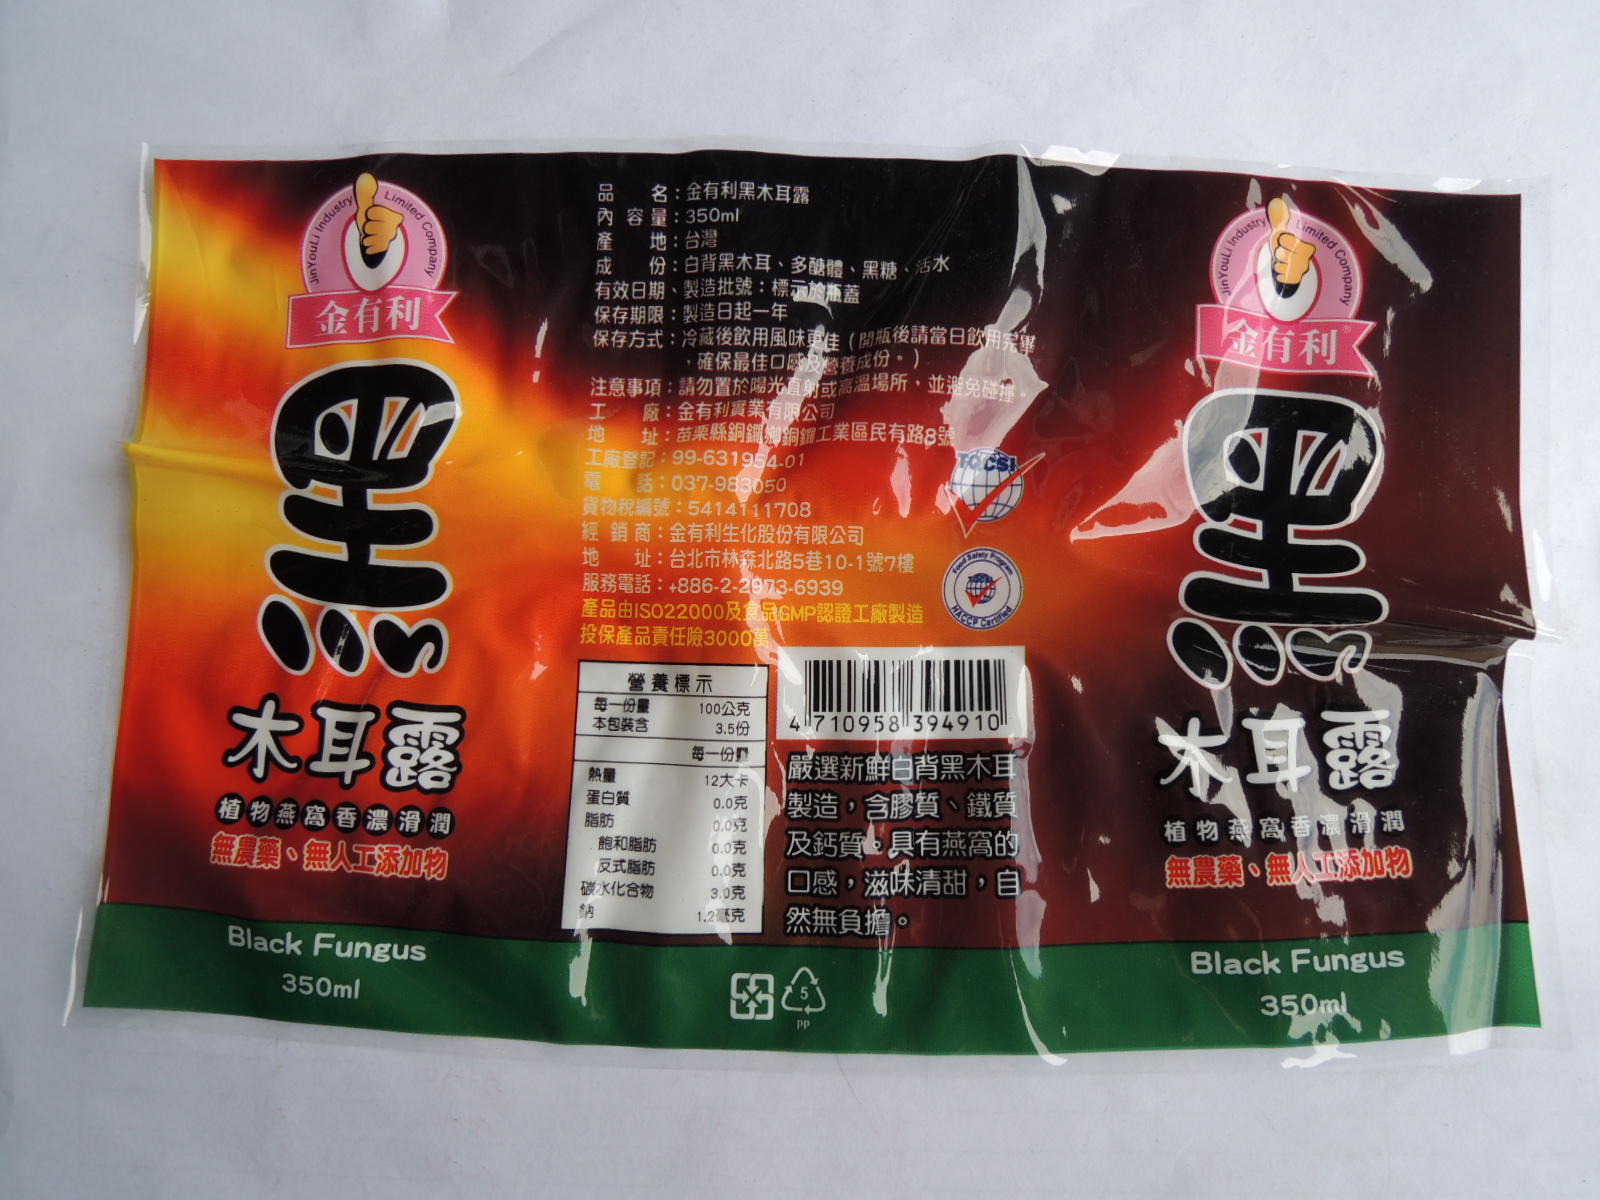 JinYouLi Industry Limited Company
金有利®
黑
木耳露
植物燕窩香濃滑潤
無農藥、無人工添加物
Black Fungus
350ml
品　　名：金有利黑木耳露
內 容 量：350ml
產　　地：台灣
成　　份：白背黑木耳、多醣體、黑糖、活水
有效日期、製造批號：標示於瓶蓋
保存期限：製造日起一年
保存方式：冷藏後飲用風味更佳（開瓶後請當日飲用完畢
，確保最佳口感及營養成份。）
注意事項：請勿置於陽光直射或高溫場所，並避免碰撞。
工　　廠：金有利實業有限公司
地　　址：苗栗縣銅鑼鄉銅鑼工業區民有路8號
工廠登記：99-631954-01
電　　話：037-983050
貨物稅編號：5414111708
經 銷 商：金有利生化股份有限公司
地　　址：台北市林森北路5巷10-1號7樓
服務電話：+886-2-2973-6939
產品由ISO22000及食品GMP認證工廠製造
投保產品責任險3000萬
TQCSI
Food Safety Program
TQCSI
HACCP Certified
營養標示
每一份量 100公克
本包裝含 3.5份
每一份量
熱量 12大卡
蛋白質 0.0克
脂肪 0.0克
飽和脂肪 0.0克
反式脂肪 0.0克
碳水化合物 3.0克
鈉 1.2毫克
4 710958 394910
嚴選新鮮白背黑木耳
製造，含膠質、鐵質
及鈣質。具有燕窩的
口感，滋味清甜，自
然無負擔。
5
PP
JinYouLi Industry Limited Company
金有利®
黑
木耳露
植物燕窩香濃滑潤
無農藥、無人工添加物
Black Fungus
350ml